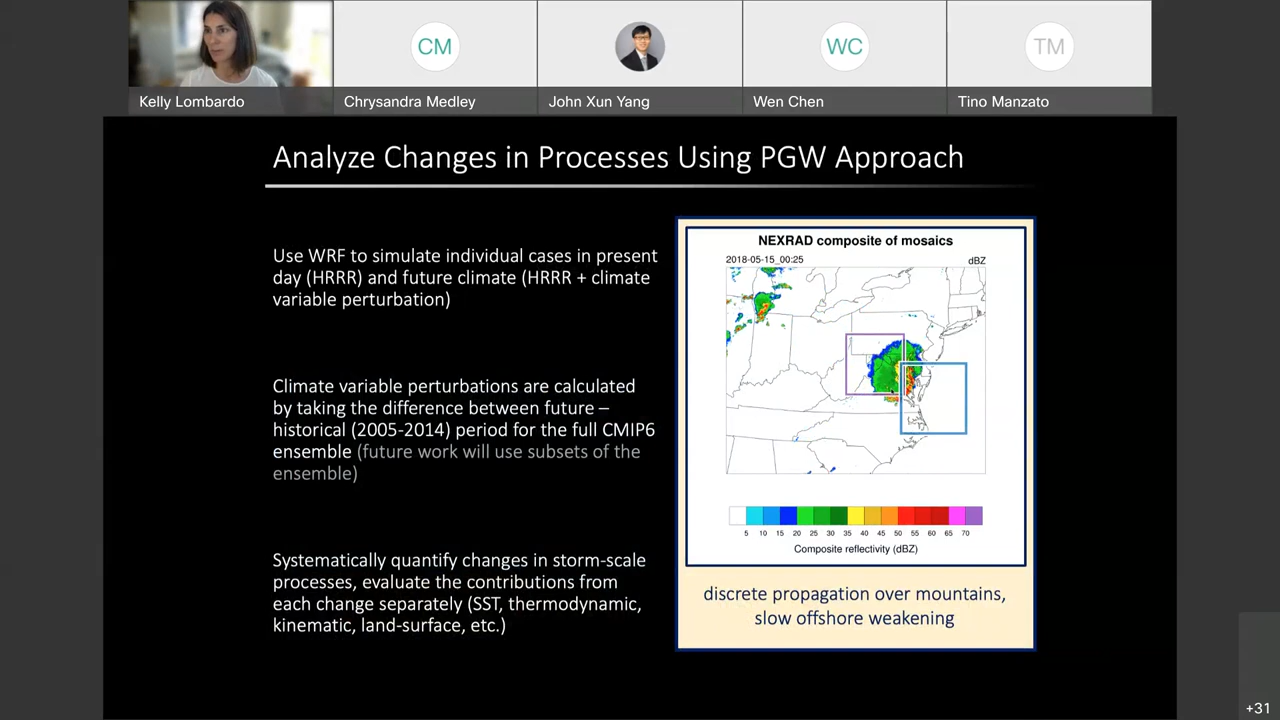 CM
WC
TM
Kelly Lombardo
Chrysandra Medley
John Xun Yang
Wen Chen
Tino Manzato
Analyze Changes in Processes Using PGW Approach
Use WRF to simulate individual cases in present
day (HRRR) and future climate (HRRR + climate
variable perturbation)
Climate variable perturbations are calculated
by taking the difference between future –
historical (2005-2014) period for the full CMIP6
ensemble (future work will use subsets of the
ensemble)
Systematically quantify changes in storm-scale
processes, evaluate the contributions from
each change separately (SST, thermodynamic,
kinematic, land-surface, etc.)
NEXRAD composite of mosaics
2018-05-15_00:25 dBZ
5 10 15 20 25 30 35 40 45 50 55 60 65 70
Composite reflectivity (dBZ)
discrete propagation over mountains,
slow offshore weakening
+31